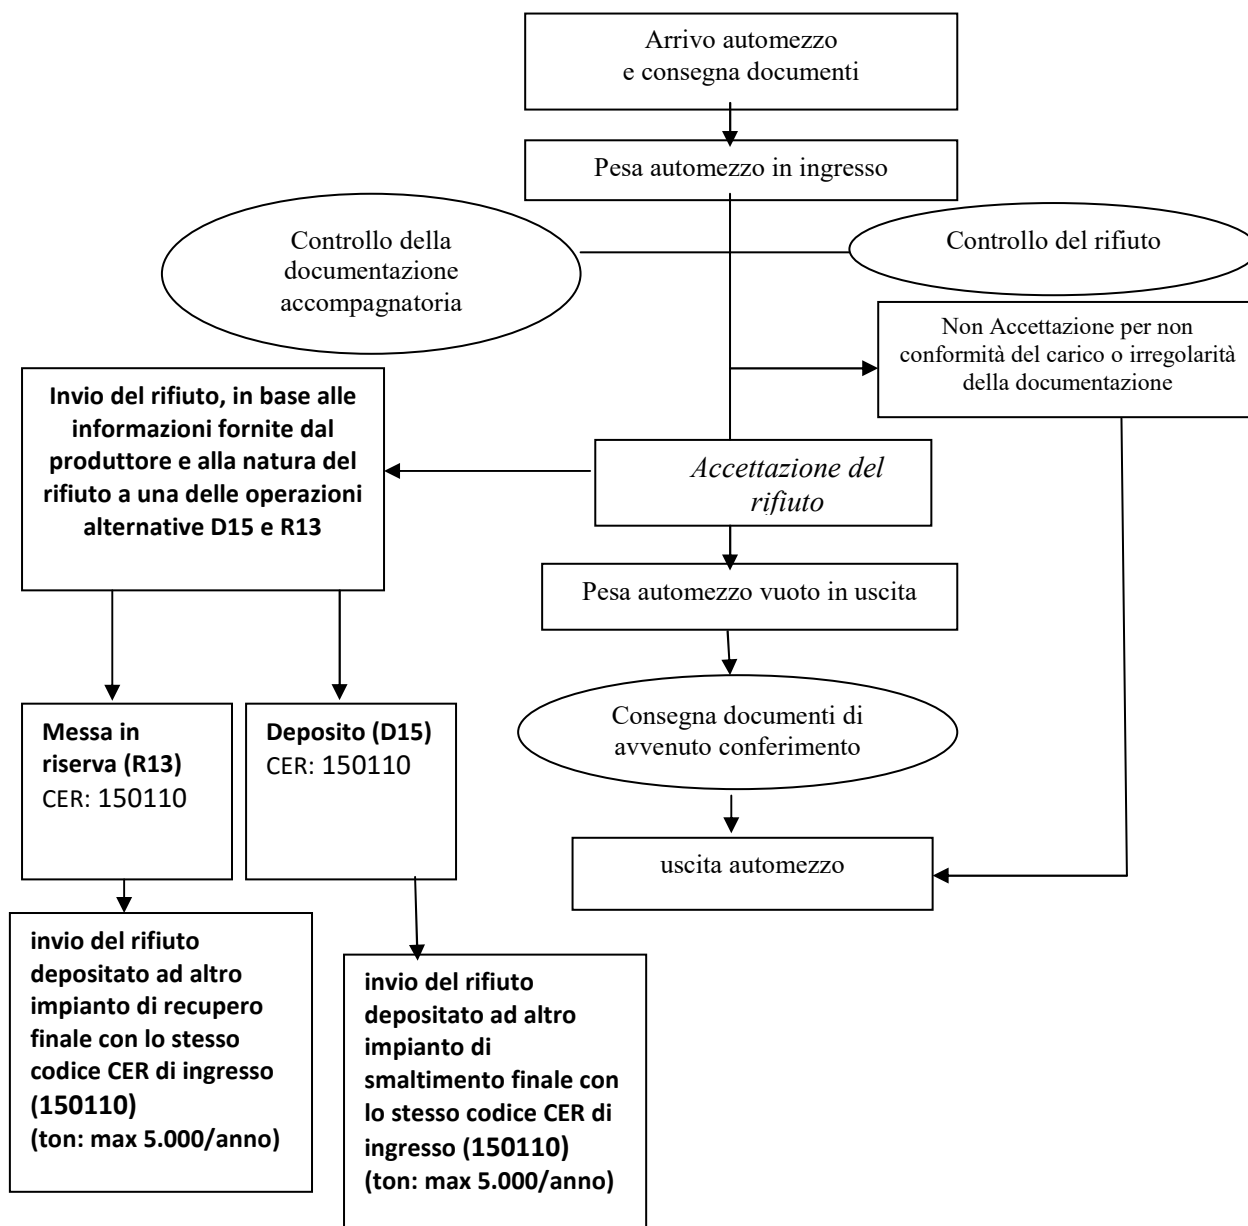 Arrivo automezzo
e consegna documenti
Pesa automezzo in ingresso
Controllo della
documentazione
accompagnatoria
Controllo del rifiuto
Non Accettazione per non
conformità del carico o irregolarità
della documentazione
Invio del rifiuto, in base alle
informazioni fornite dal
produttore e alla natura del
rifiuto a una delle operazioni
alternative D15 e R13
Accettazione del
rifiuto
Pesa automezzo vuoto in uscita
Consegna documenti di
avvenuto conferimento
uscita automezzo
Messa in
riserva (R13)
CER: 150110
Deposito (D15)
CER: 150110
invio del rifiuto
depositato ad altro
impianto di recupero
finale con lo stesso
codice CER di ingresso
(150110)
(ton: max 5.000/anno)
invio del rifiuto
depositato ad altro
impianto di
smaltimento finale con
lo stesso codice CER di
ingresso (150110)
(ton: max 5.000/anno)